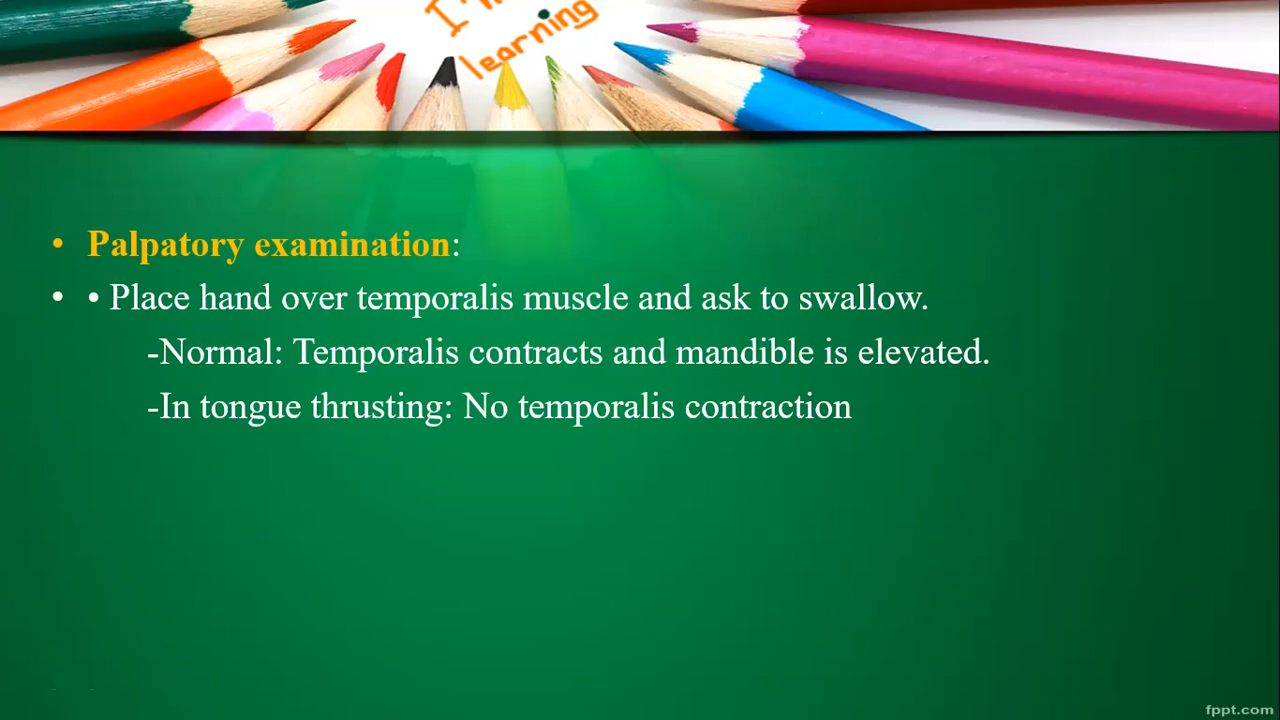 I'm
learning
• Palpatory examination:
• • Place hand over temporalis muscle and ask to swallow.
-Normal: Temporalis contracts and mandible is elevated.
-In tongue thrusting: No temporalis contraction
fppt.com